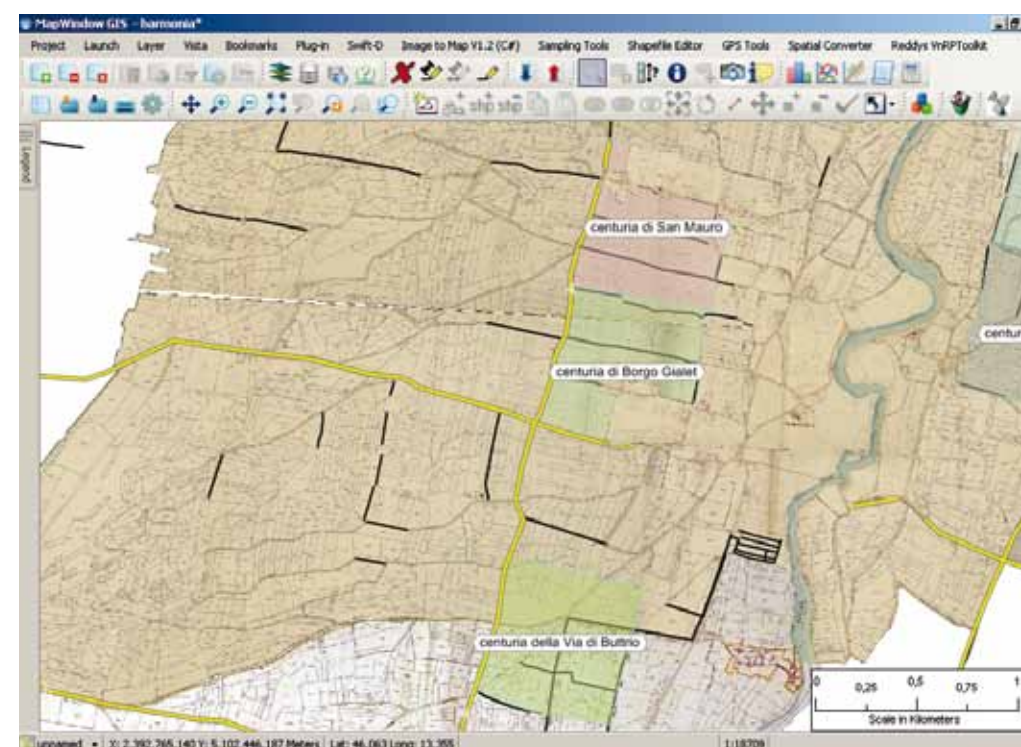 MapWindow GIS - harmonia*
Project Launch Layer Vista Bookmarks Plug-in Swift-D Image to Map V1.2 (C#) Sampling Tools Shapefile Editor GPS Tools Spatial Converter Reddys VnRPToolkit
Legend
centuria di San Mauro
centur
centuria di Borgo Gialet
centuria della Via di Buttrio
0 0,25 0,5 0,75 1
Scale in Kilometers
unnamed X: 2.392.765,140 Y: 5.102.446,187 Meters Lat: 46,063 Long: 13,355 1:18709